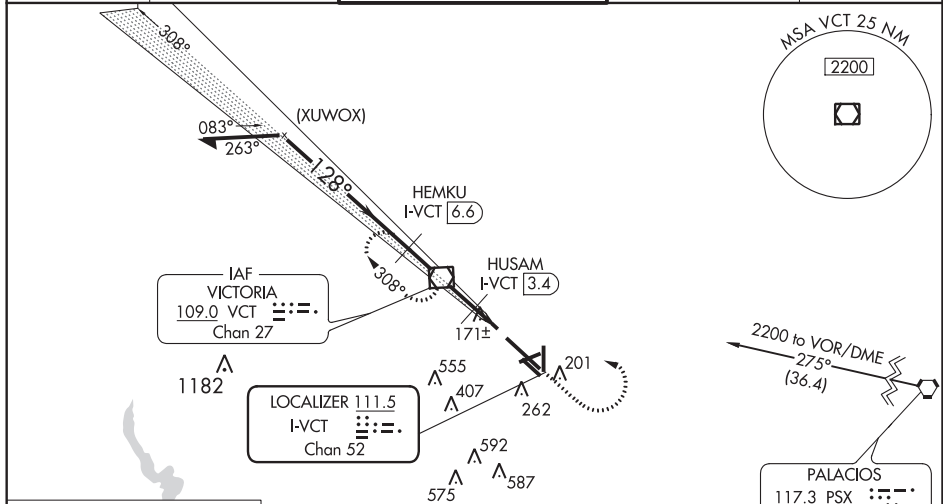 308°
MSA VCT 25 NM
2200
(XUWOX)
083°
263°
128°
HEMKU
I-VCT 6.6
308°
HUSAM
I-VCT 3.4
IAF
VICTORIA
109.0 VCT
Chan 27
171±
2200 to VOR/DME
275°
(36.4)
1182
555
201
407
262
LOCALIZER 111.5
I-VCT
Chan 52
592
587
575
PALACIOS
117.3 PSX